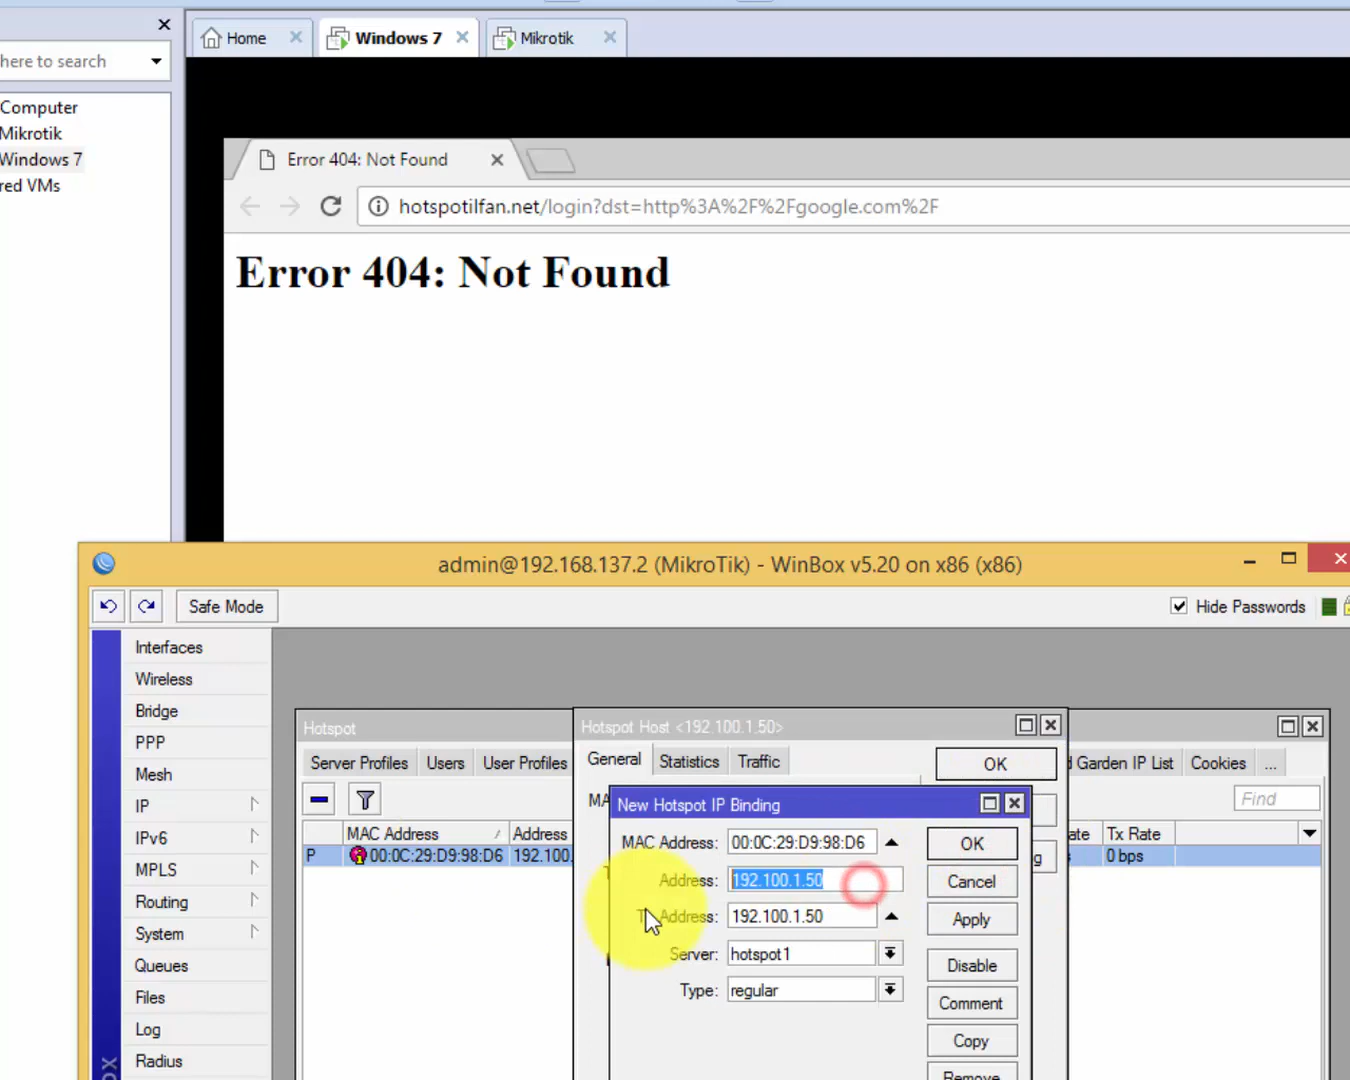 Home
Windows 7
Mikrotik
here to search
Computer
Mikrotik
Windows 7
red VMs
Error 404: Not Found
hotspotilfan.net/login?dst=http%3A%2F%2Fgoogle.com%2F
Error 404: Not Found
admin@192.168.137.2 (MikroTik) - WinBox v5.20 on x86 (x86)
Safe Mode
Hide Passwords
Interfaces
Wireless
Bridge
PPP
Mesh
IP
IPv6
MPLS
Routing
System
Queues
Files
Log
Radius
Hotspot
Server Profiles
Users
User Profiles
d Garden IP List
Cookies
...
Find
MAC Address
Address
ate
Tx Rate
P
00:0C:29:D9:98:D6
192.100.
0 bps
Hotspot Host <192.100.1.50>
General
Statistics
Traffic
OK
MA
g
New Hotspot IP Binding
MAC Address: 00:0C:29:D9:98:D6
Address: 192.100.1.50
Address: 192.100.1.50
Server: hotspot1
Type: regular
OK
Cancel
Apply
Disable
Comment
Copy
Remove